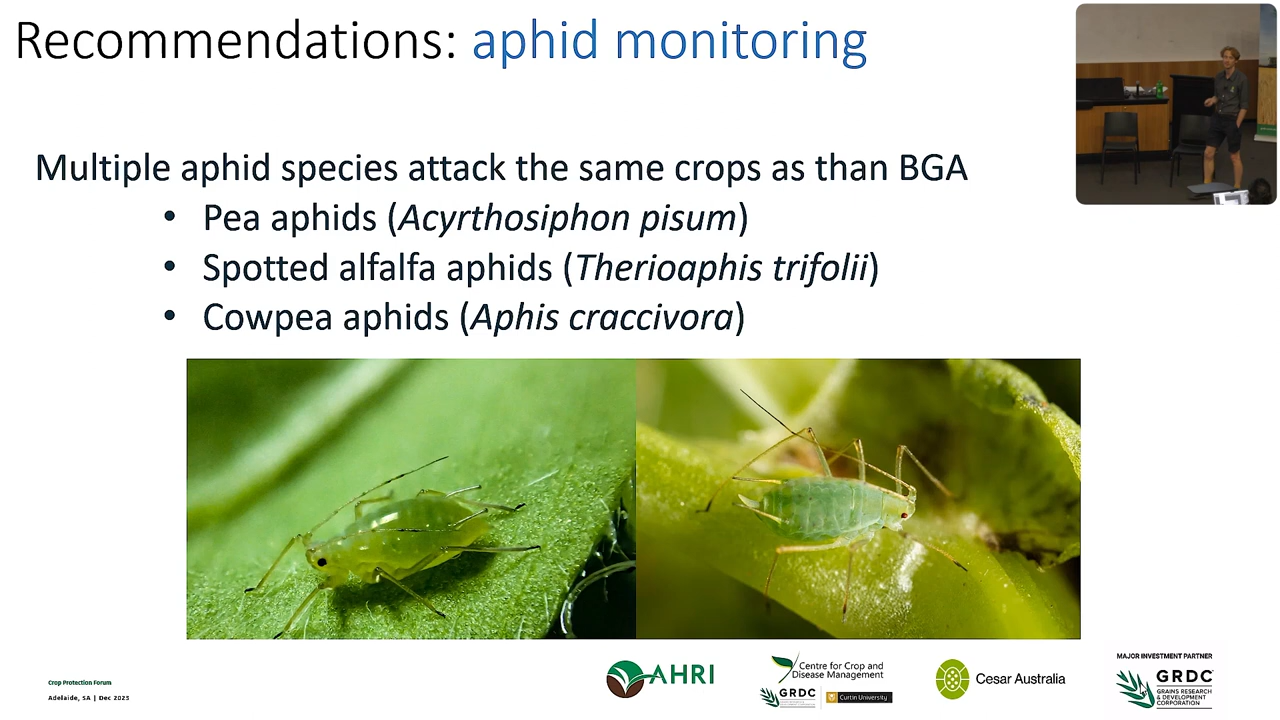 Recommendations: aphid monitoring
Multiple aphid species attack the same crops as than BGA
• Pea aphids (Acyrthosiphon pisum)
• Spotted alfalfa aphids (Therioaphis trifolii)
• Cowpea aphids (Aphis craccivora)
Crop Protection Forum
Adelaide, SA | Dec 2025
AHRI
Centre for Crop and
Disease Management
GRDC
Curtin University
Cesar Australia
MAJOR INVESTMENT PARTNER
GRDC
GRAINS RESEARCH
& DEVELOPMENT
CORPORATION